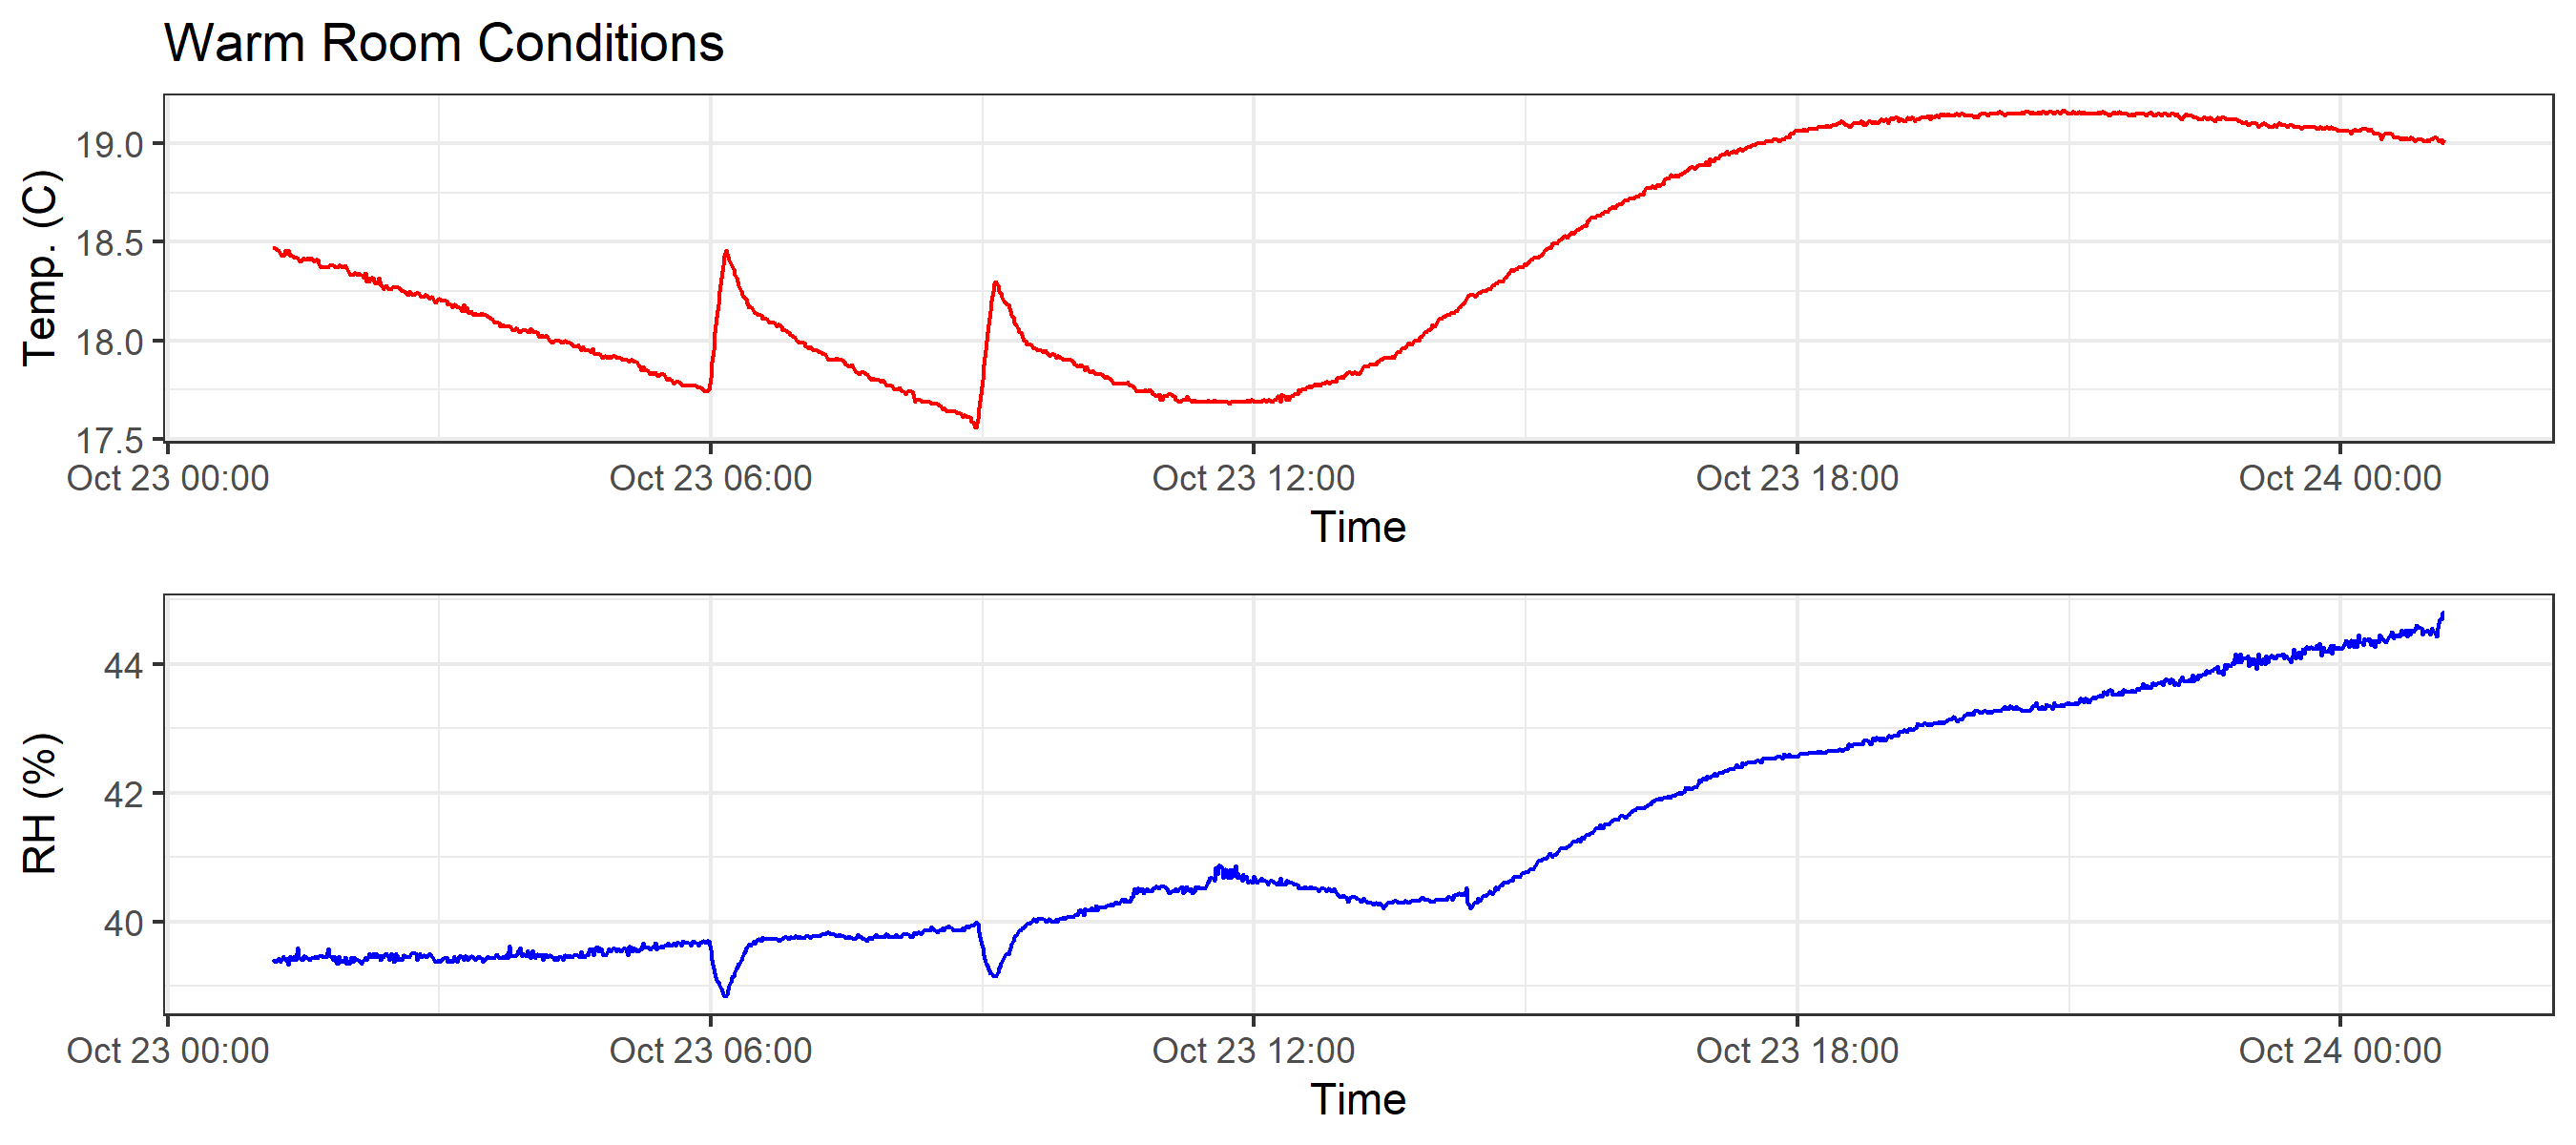 Warm Room Conditions
Temp. (C)
19.0
18.5
18.0
17.5
Oct 23 00:00 Oct 23 06:00 Oct 23 12:00 Oct 23 18:00 Oct 24 00:00
Time
RH (%)
44
42
40
Oct 23 00:00 Oct 23 06:00 Oct 23 12:00 Oct 23 18:00 Oct 24 00:00
Time